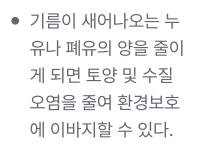 • 기름이 새어나오는 누
유나 폐유의 양을 줄이
게 되면 토양 및 수질
오염을 줄여 환경보호
에 이바지할 수 있다.